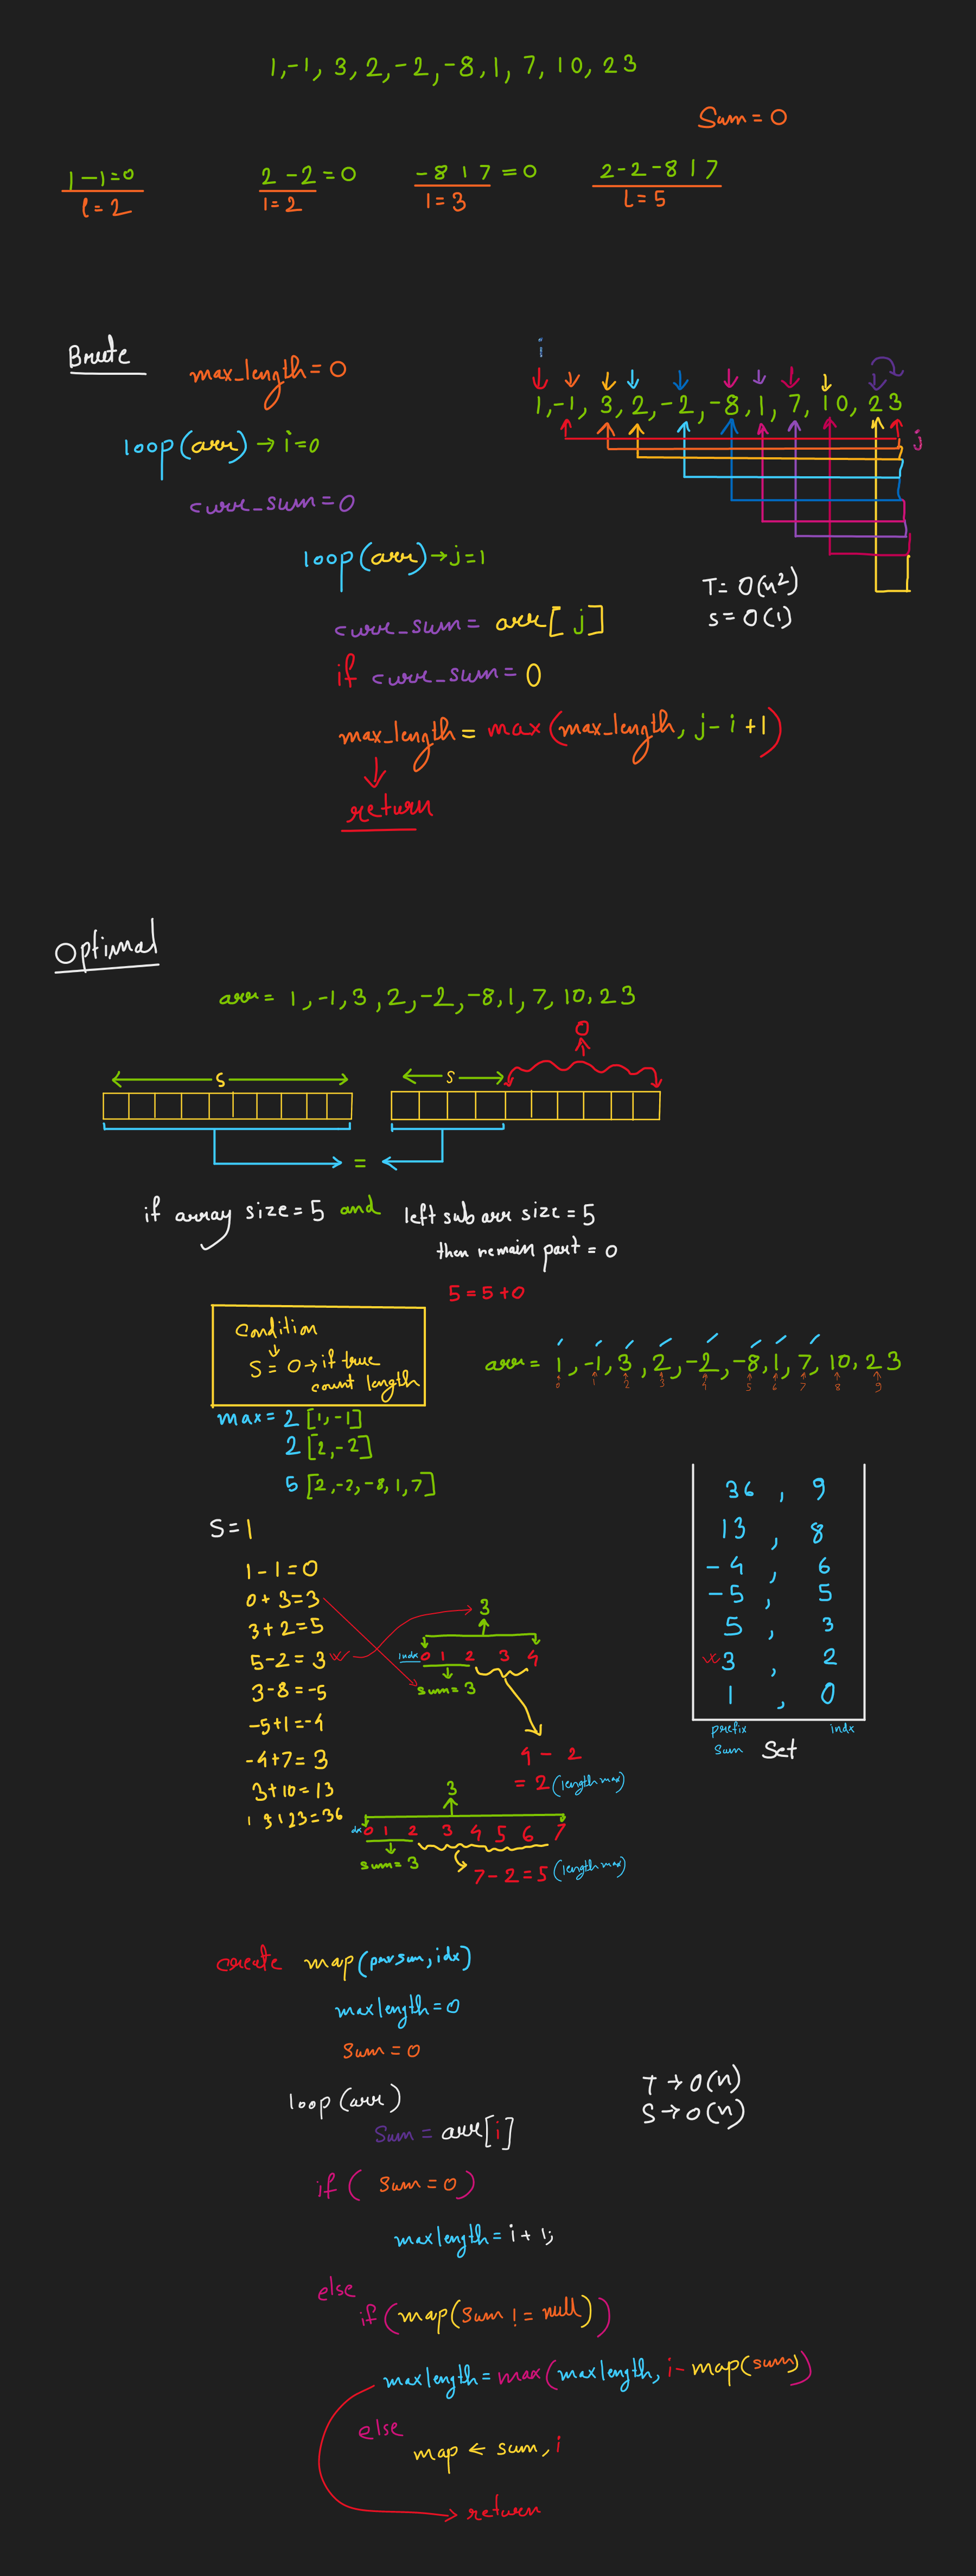 1,-1, 3, 2, -2, -8, 1, 7, 10, 23
Sum = 0
1 -1 = 0
l = 2
2 -2 = 0
l = 2
-8 1 7 = 0
l = 3
2 -2 -8 1 7
L = 5
Brute
max_length = 0
loop(arr) → i=0
curr_sum = 0
loop(arr) → j=1
curr_sum = arr[j]
if curr_sum = 0
max_length = max(max_length, j - i + 1)
return
i
1, -1, 3, 2, -2, -8, 1, 7, 10, 23
j
T = O(n²)
S = O(1)
Optimal
arr = 1, -1, 3, 2, -2, -8, 1, 7, 10, 23
0
S
S
=
if array size = 5 and left sub arr size = 5
then remain part = 0
5 = 5 + 0
Condition
S = 0 → if true
count length
arr = 1, -1, 3, 2, -2, -8, 1, 7, 10, 23
0 1 2 3 4 5 6 7 8 9
max = 2 [1, -1]
2 [2, -2]
5 [2, -2, -8, 1, 7]
S = 1
1 - 1 = 0
0 + 3 = 3
3 + 2 = 5
5 - 2 = 3
3 - 8 = -5
-5 + 1 = -4
-4 + 7 = 3
3 + 10 = 13
13 + 23 = 36
3
indx 0 1 2 3 4
sum = 3
4 - 2
= 2 (length max)
3
idx 0 1 2 3 4 5 6 7
sum = 3
7 - 2 = 5 (length max)
36 , 9
13 , 8
-4 , 6
-5 , 5
5 , 3
3 , 2
1 , 0
prefix sum
indx
Set
create map(, idx)
maxlength = 0
Sum = 0
loop(arr)
Sum = arr[i]
if ( sum = 0 )
maxlength = i + 1;
else
if (map(sum != null))
maxlength = max(maxlength, i - map(sum))
else
map ← sum, i
return
T → O(n)
S → O(n)